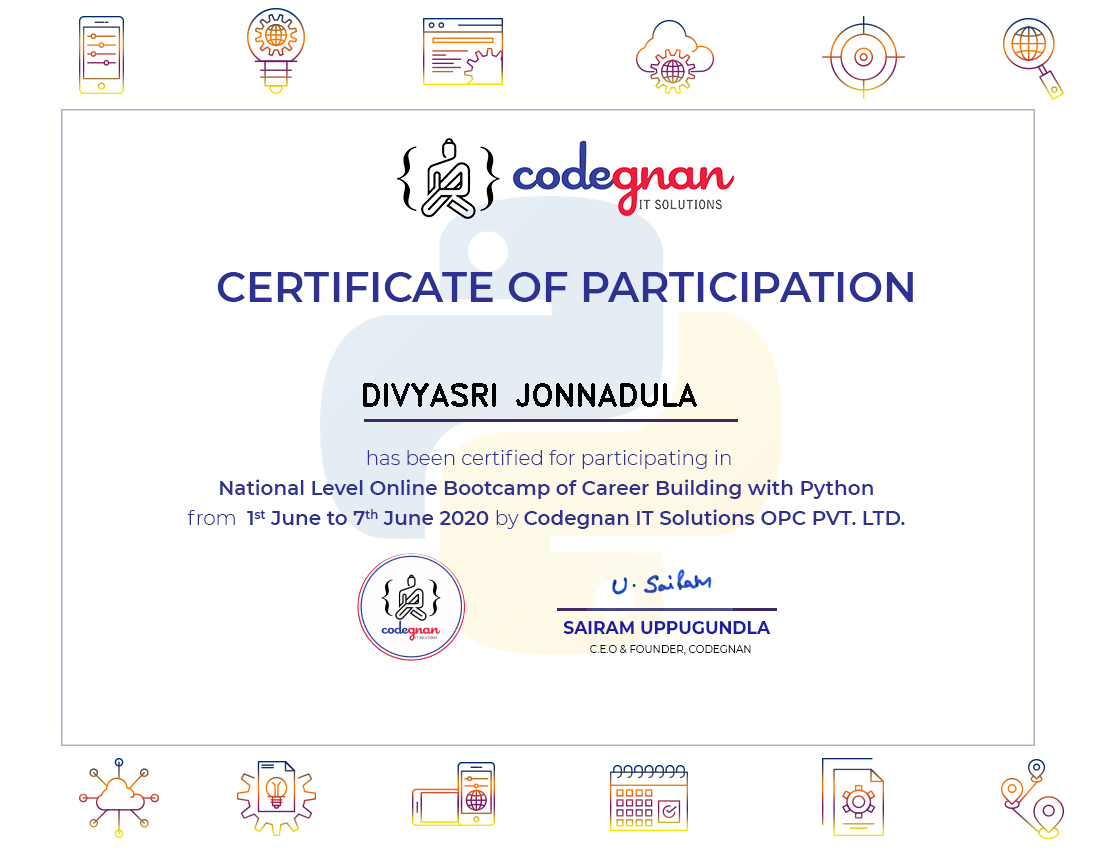 codegnan
IT SOLUTIONS
CERTIFICATE OF PARTICIPATION
DIVYASRI JONNADULA
has been certified for participating in
National Level Online Bootcamp of Career Building with Python
from 1st June to 7th June 2020 by Codegnan IT Solutions OPC PVT. LTD.
codegnan
IT SOLUTIONS
U. Sairam
SAIRAM UPPUGUNDLA
C.E.O & FOUNDER, CODEGNAN